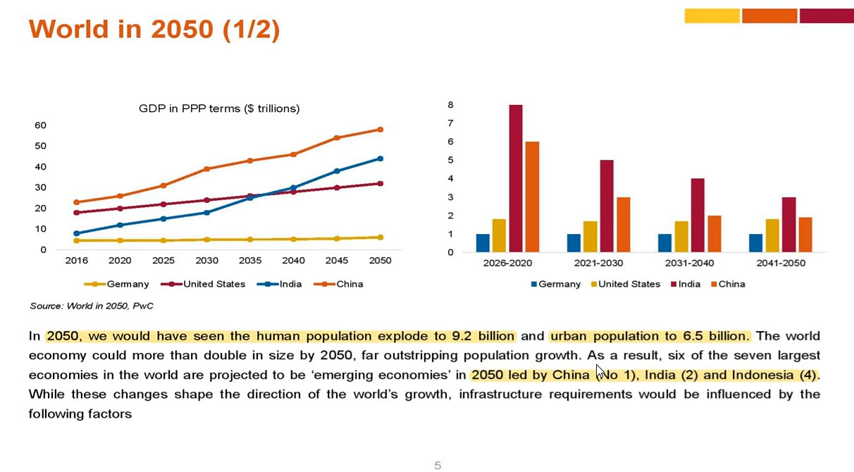 World in 2050 (1/2)
GDP in PPP terms ($ trillions)
60
50
40
30
20
10
0
2016 2020 2025 2030 2035 2040 2045 2050
Germany United States India China
8
7
6
5
4
3
2
1
0
2026-2020 2021-2030 2031-2040 2041-2050
Germany United States India China
Source: World in 2050, PwC
In 2050, we would have seen the human population explode to 9.2 billion and urban population to 6.5 billion. The world
economy could more than double in size by 2050, far outstripping population growth. As a result, six of the seven largest
economies in the world are projected to be ‘emerging economies’ in 2050 led by China (No 1), India (2) and Indonesia (4).
While these changes shape the direction of the world’s growth, infrastructure requirements would be influenced by the
following factors
5